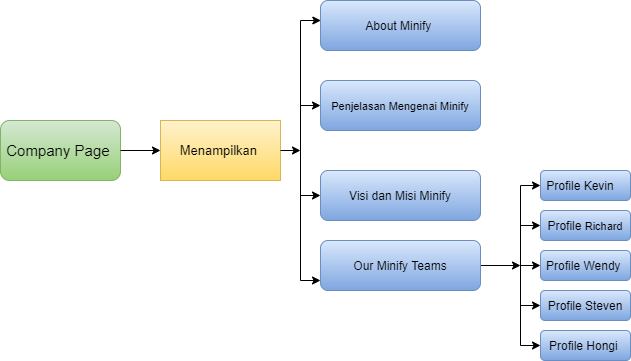 About Minify
Penjelasan Mengenai Minify
Company Page
Menampilkan
Visi dan Misi Minify
Our Minify Teams
Profile Kevin
Profile Richard
Profile Wendy
Profile Steven
Profile Hongi